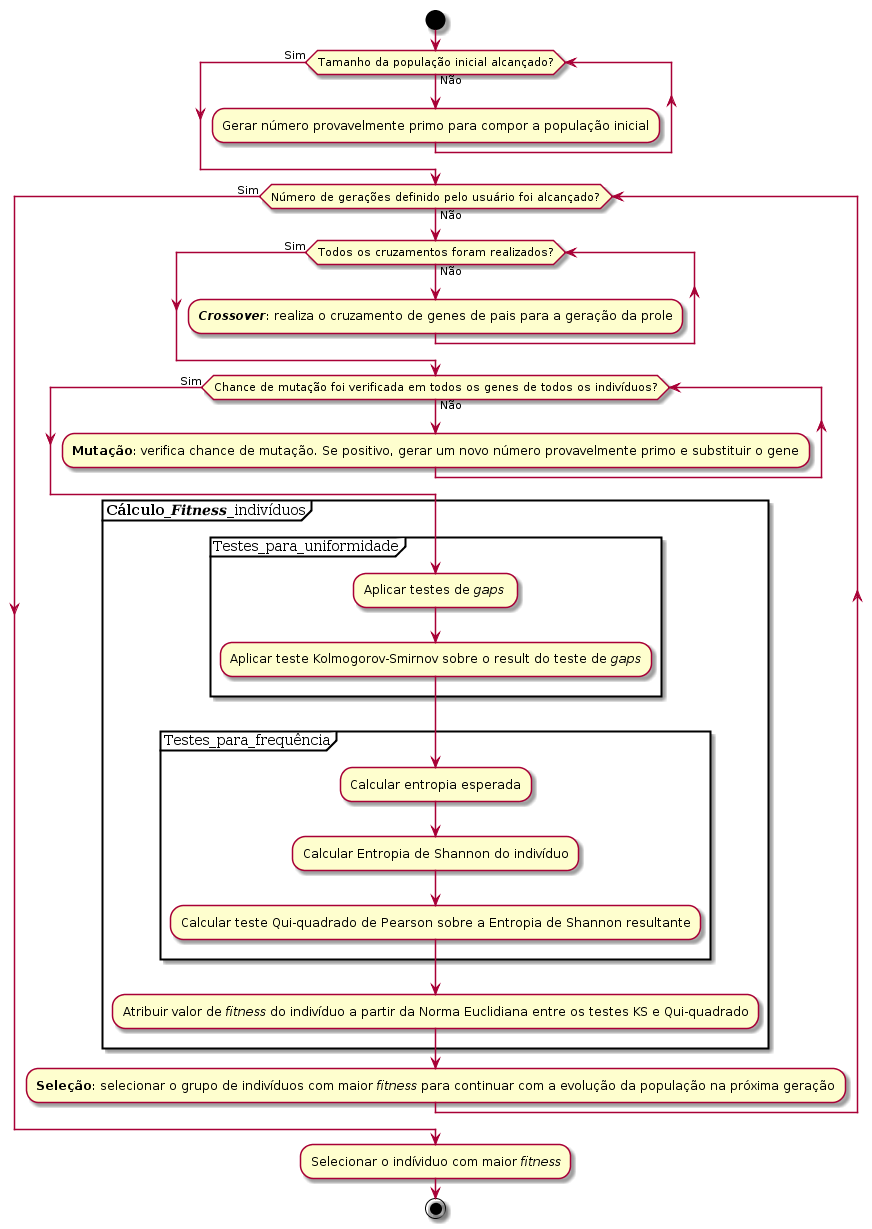 Sim
Tamanho da população inicial alcançado?
Não
Gerar número provavelmente primo para compor a população inicial
Sim
Número de gerações definido pelo usuário foi alcançado?
Não
Sim
Todos os cruzamentos foram realizados?
Não
Crossover: realiza o cruzamento de genes de pais para a geração da prole
Sim
Chance de mutação foi verificada em todos os genes de todos os indivíduos?
Não
Mutação: verifica chance de mutação. Se positivo, gerar um novo número provavelmente primo e substituir o gene
Cálculo_Fitness_indivíduos
Testes_para_uniformidade
Aplicar testes de gaps
Aplicar teste Kolmogorov-Smirnov sobre o result do teste de gaps
Testes_para_frequência
Calcular entropia esperada
Calcular Entropia de Shannon do indivíduo
Calcular teste Qui-quadrado de Pearson sobre a Entropia de Shannon resultante
Atribuir valor de fitness do indivíduo a partir da Norma Euclidiana entre os testes KS e Qui-quadrado
Seleção: selecionar o grupo de indivíduos com maior fitness para continuar com a evolução da população na próxima geração
Selecionar o indíviduo com maior fitness